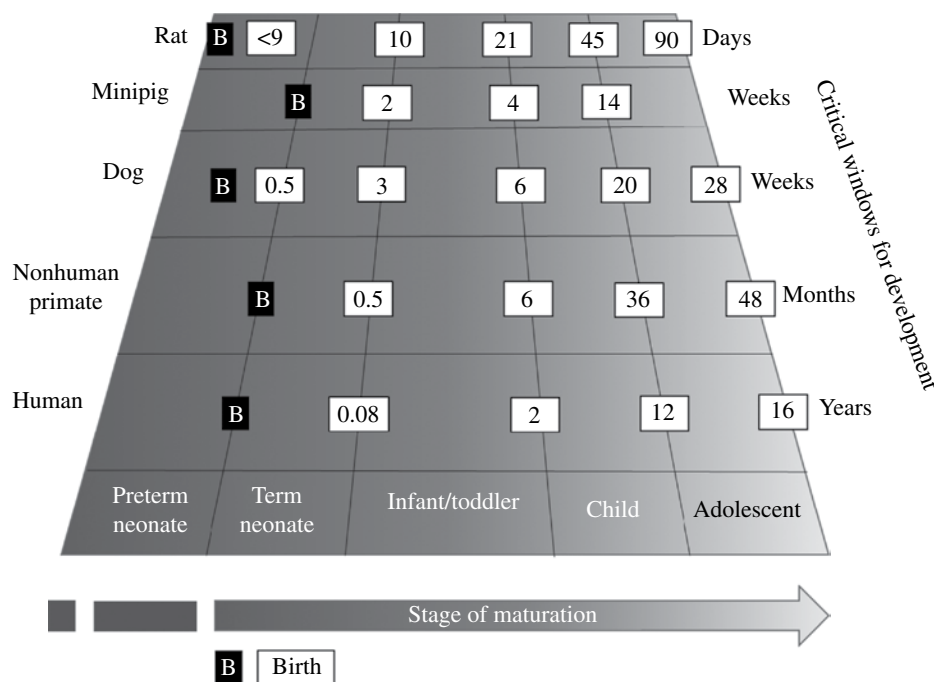 Rat B <9 10 21 45 90 Days
Minipig B 2 4 14 Weeks
Dog B 0.5 3 6 20 28 Weeks
Nonhuman
primate B 0.5 6 36 48 Months
Human B 0.08 2 12 16 Years
Critical windows for development
Preterm
neonate
Term
neonate
Infant/toddler
Child
Adolescent
Stage of maturation
B Birth